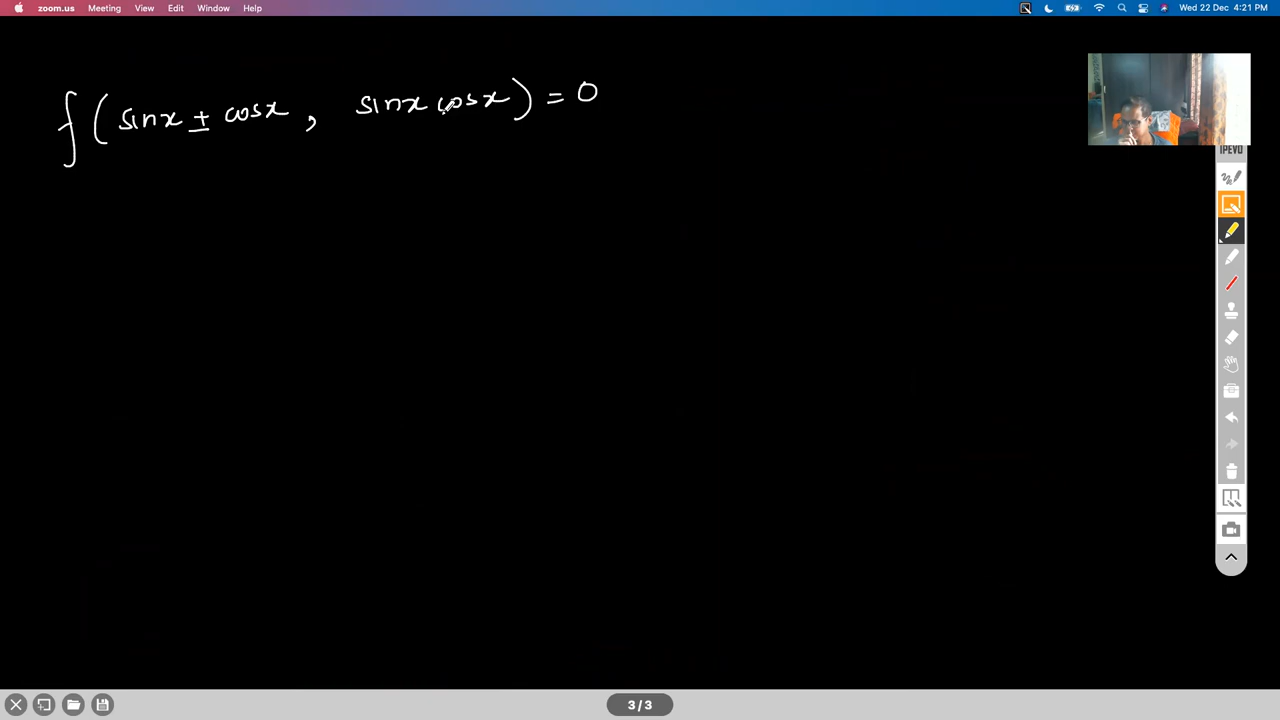 zoom.us Meeting View Edit Window Help Wed 22 Dec 4:21 PM
f(sinx ± cosx, sinx cosx) = 0
IPEVO
3/3